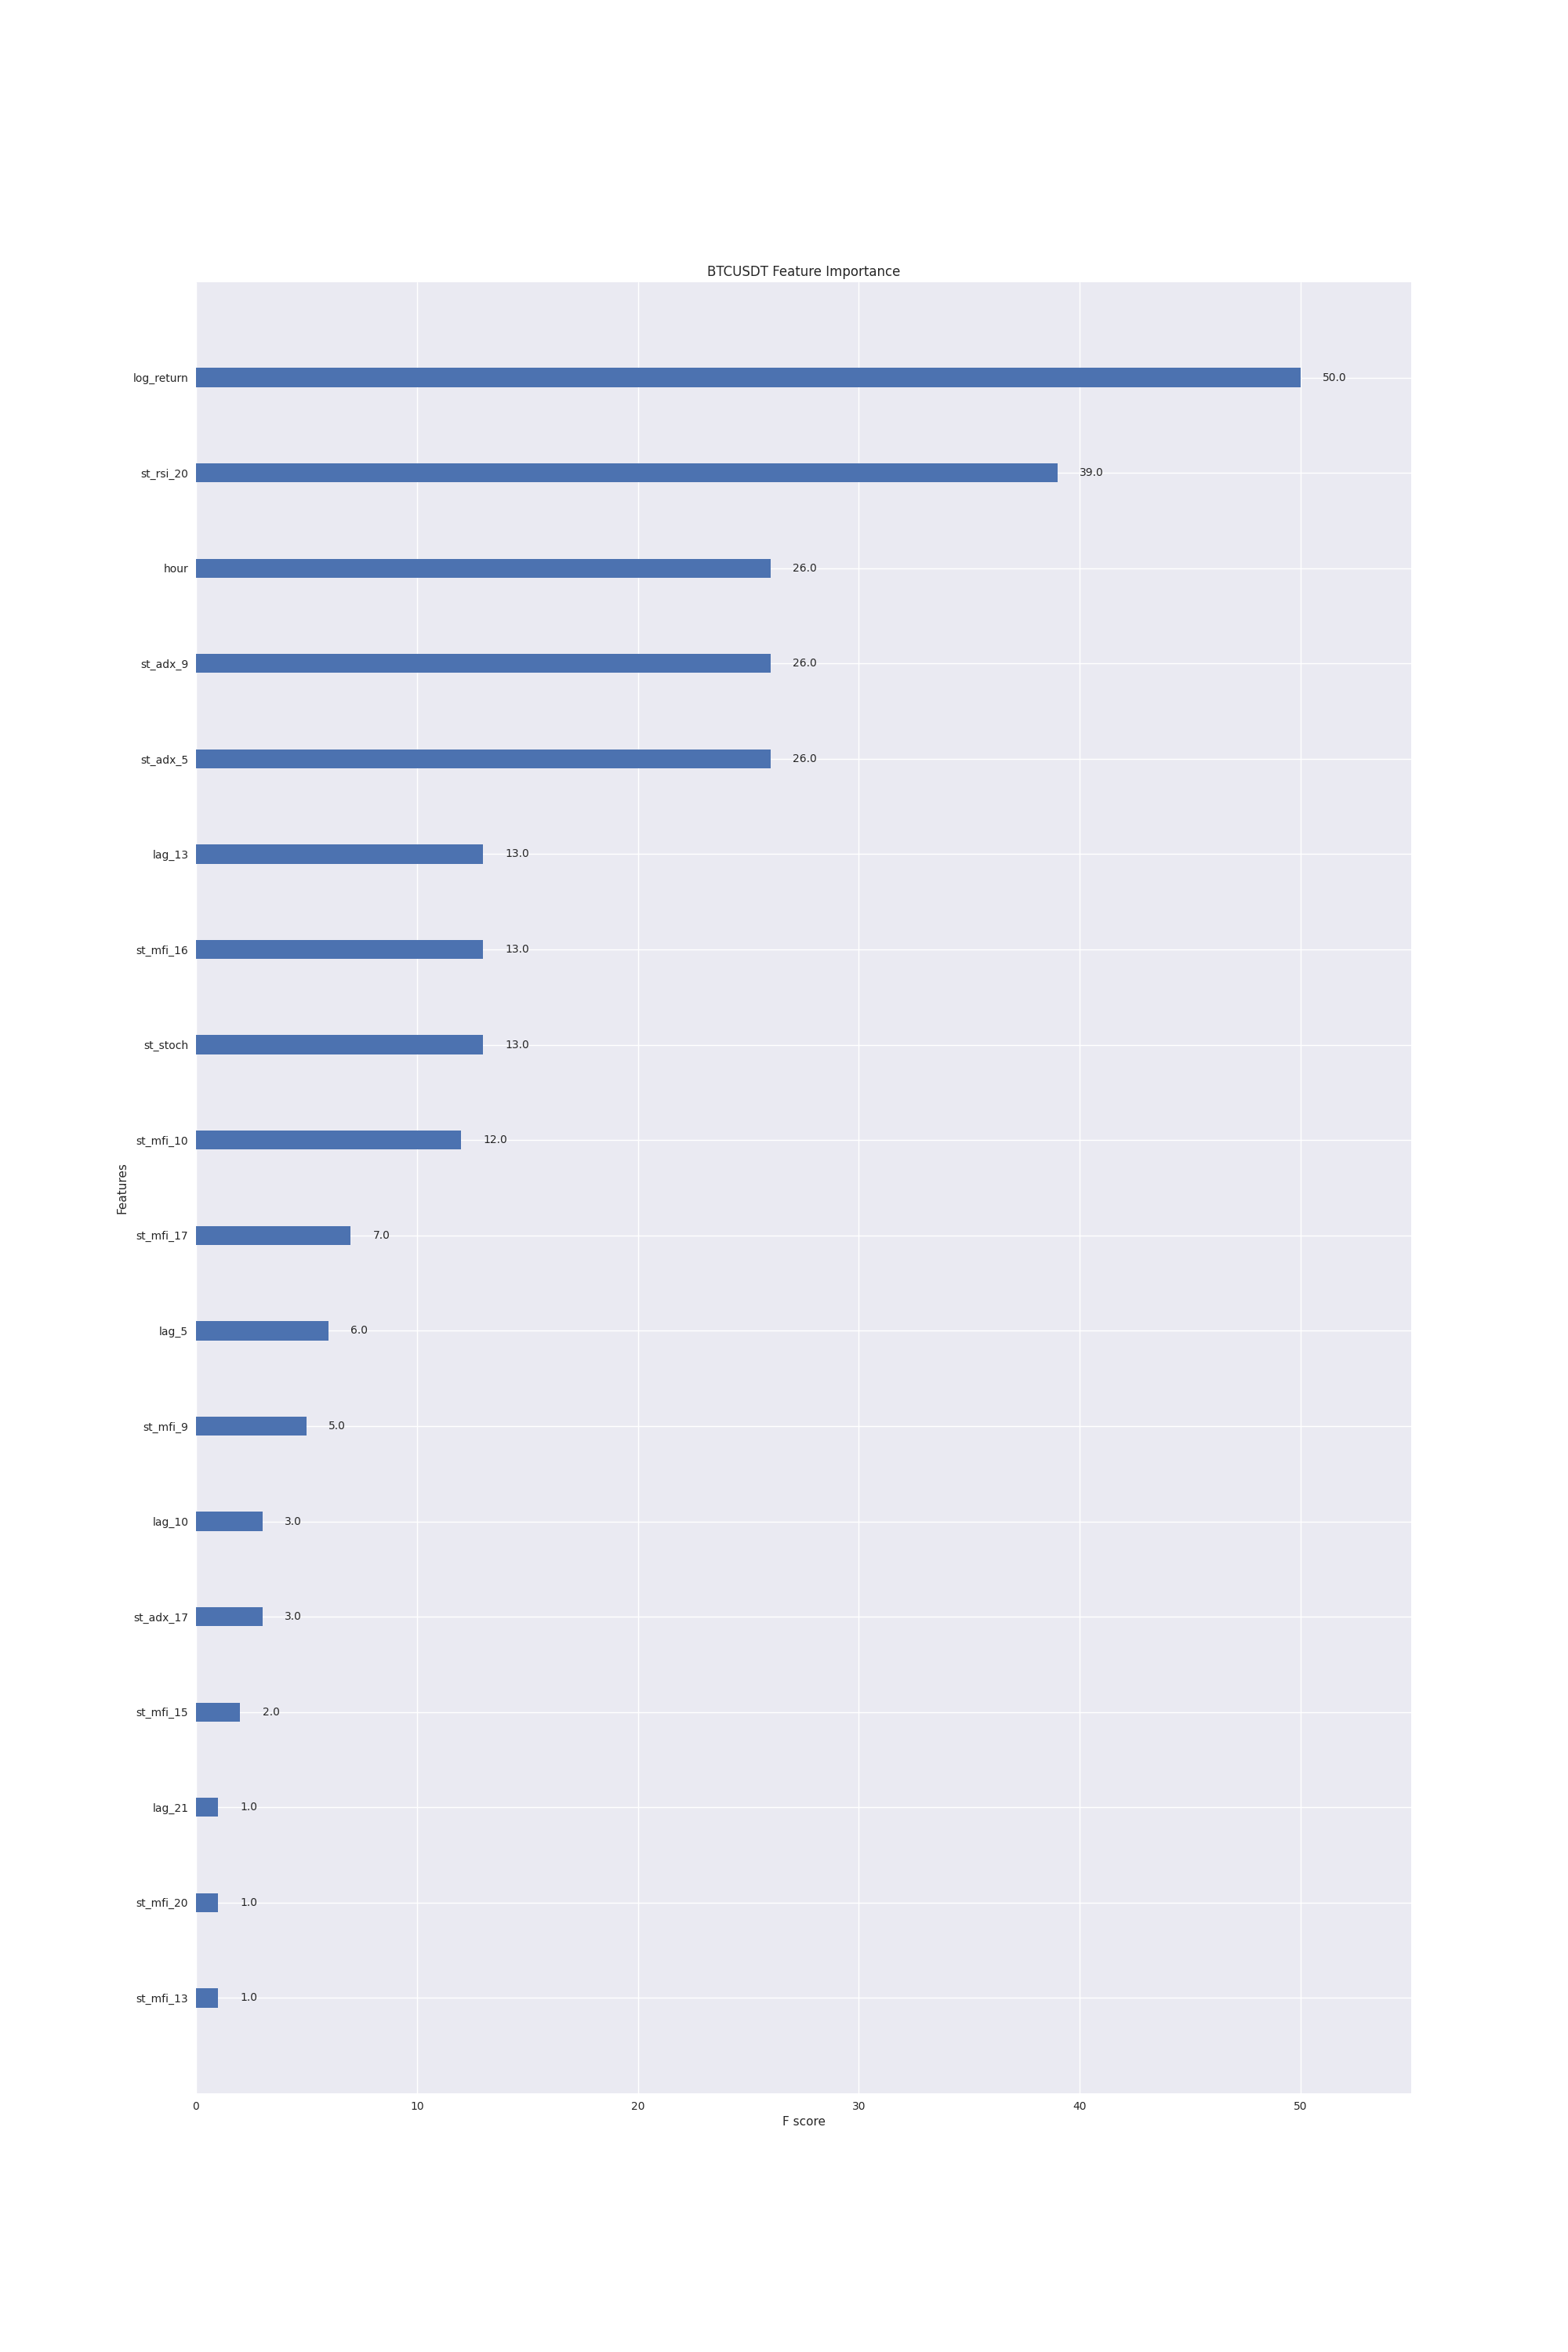 BTCUSDT Feature Importance
log_return 50.0
st_rsi_20 39.0
hour 26.0
st_adx_9 26.0
st_adx_5 26.0
lag_13 13.0
st_mfi_16 13.0
st_stoch 13.0
st_mfi_10 12.0
Features
st_mfi_17 7.0
lag_5 6.0
st_mfi_9 5.0
lag_10 3.0
st_adx_17 3.0
st_mfi_15 2.0
lag_21 1.0
st_mfi_20 1.0
st_mfi_13 1.0
0 10 20 30 40 50
F score